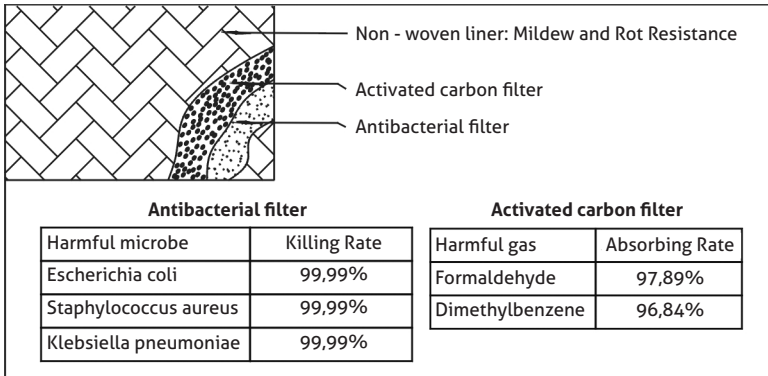 Non - woven liner: Mildew and Rot Resistance
Activated carbon filter
Antibacterial filter
Antibacterial filter
Harmful microbe Killing Rate
Escherichia coli 99,99%
Staphylococcus aureus 99,99%
Klebsiella pneumoniae 99,99%
Activated carbon filter
Harmful gas Absorbing Rate
Formaldehyde 97,89%
Dimethylbenzene 96,84%